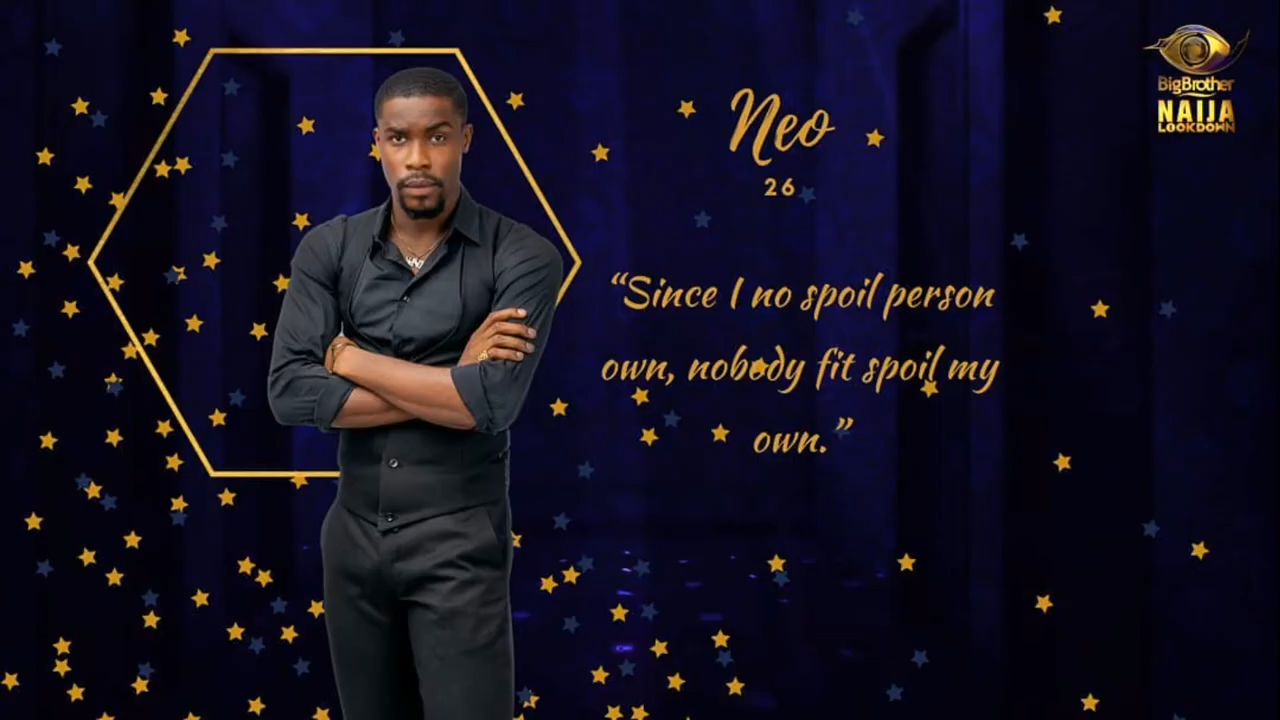 Neo
26
“Since I no spoil person
own, nobody fit spoil my
own.”
BigBrother
NAIJA
LOCKDOWN